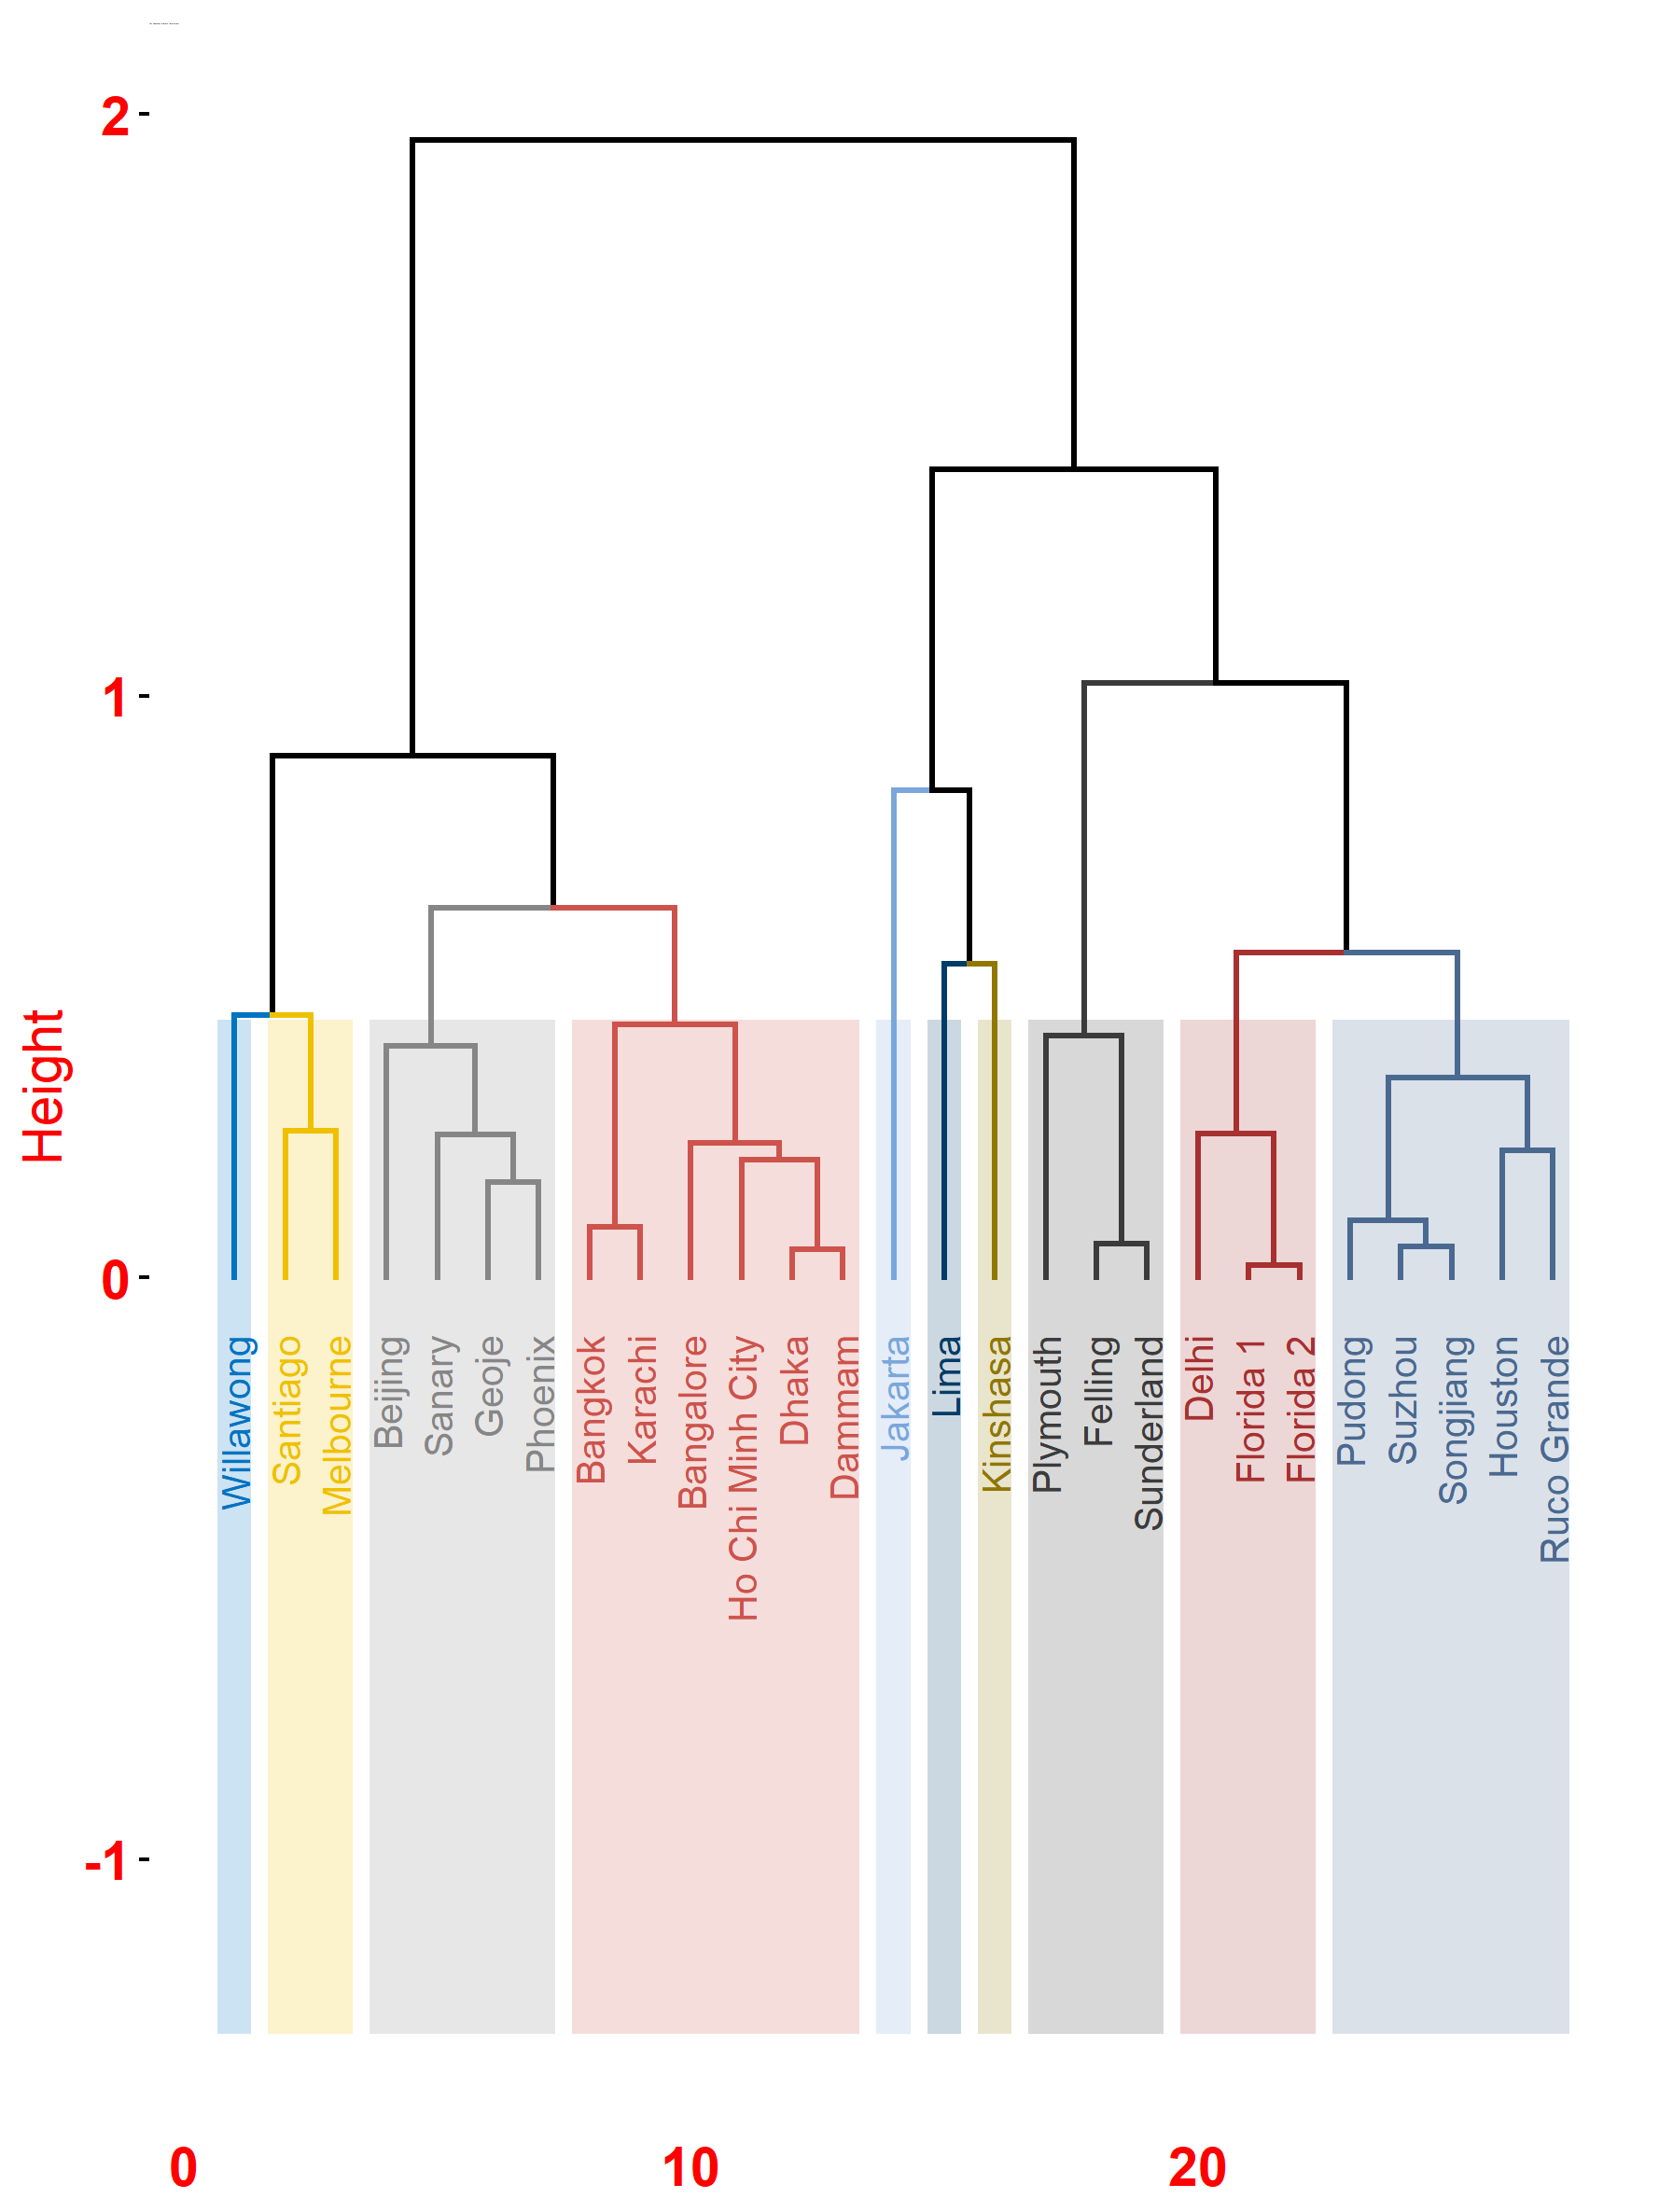 2
1
0
-1
Height
Willawong
Santiago
Melbourne
Beijing
Sanary
Geoje
Phoenix
Bangkok
Karachi
Bangalore
Ho Chi Minh City
Dhaka
Dammam
Jakarta
Lima
Kinshasa
Plymouth
Felling
Sunderland
Delhi
Florida 1
Florida 2
Pudong
Suzhou
Songjiang
Houston
Ruco Grande
0
10
20